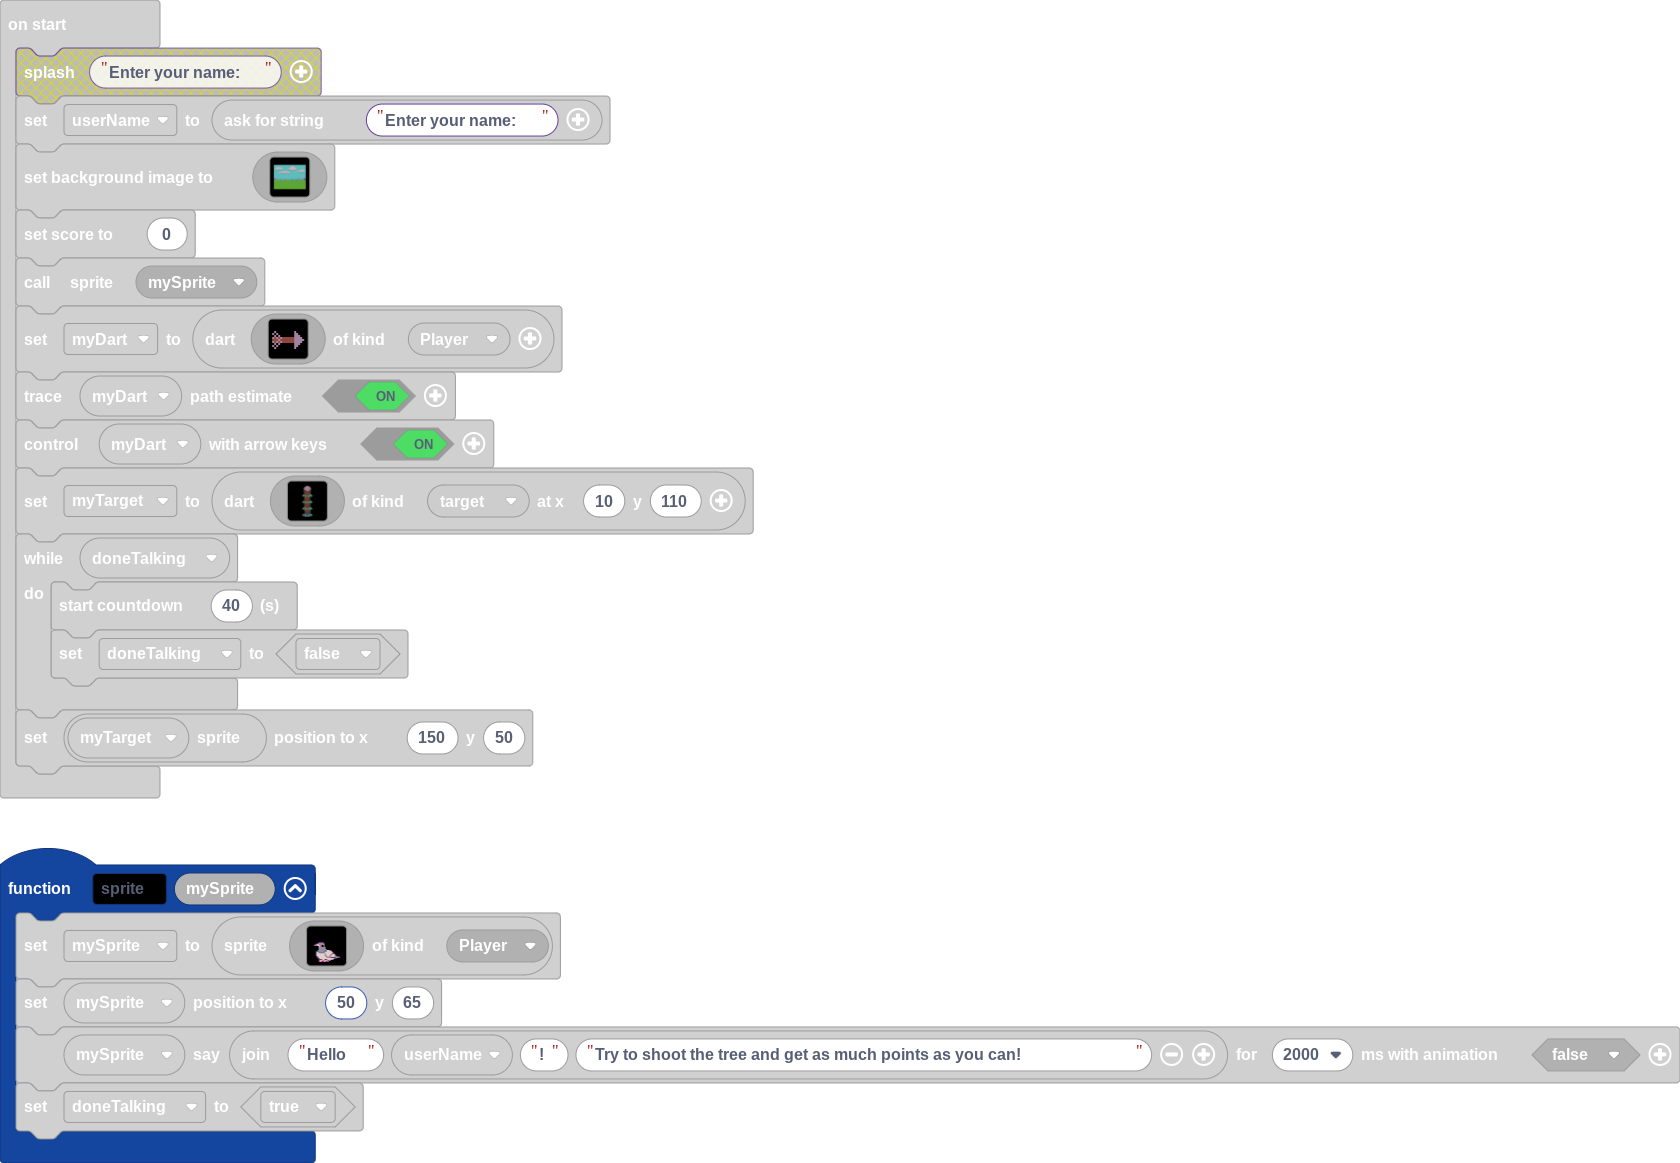 on start
splash "Enter your name: "
set userName to ask for string "Enter your name: "
set background image to
set score to 0
call sprite mySprite
set myDart to dart of kind Player
trace myDart path estimate ON
control myDart with arrow keys ON
set myTarget to dart of kind target at x 10 y 110
while doneTalking
do
start countdown 40 (s)
set doneTalking to false
set myTarget sprite position to x 150 y 50
function sprite mySprite
set mySprite to sprite of kind Player
set mySprite position to x 50 y 65
mySprite say join "Hello " userName "! " "Try to shoot the tree and get as much points as you can! " for 2000 ms with animation false
set doneTalking to true